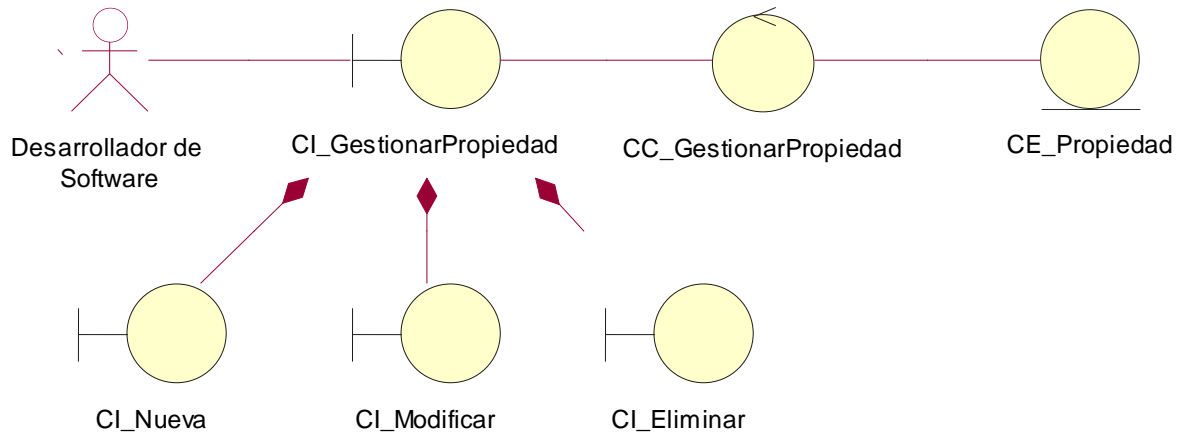 Desarrollador de
Software
CI_GestionarPropiedad
CC_GestionarPropiedad
CE_Propiedad
CI_Nueva
CI_Modificar
CI_Eliminar